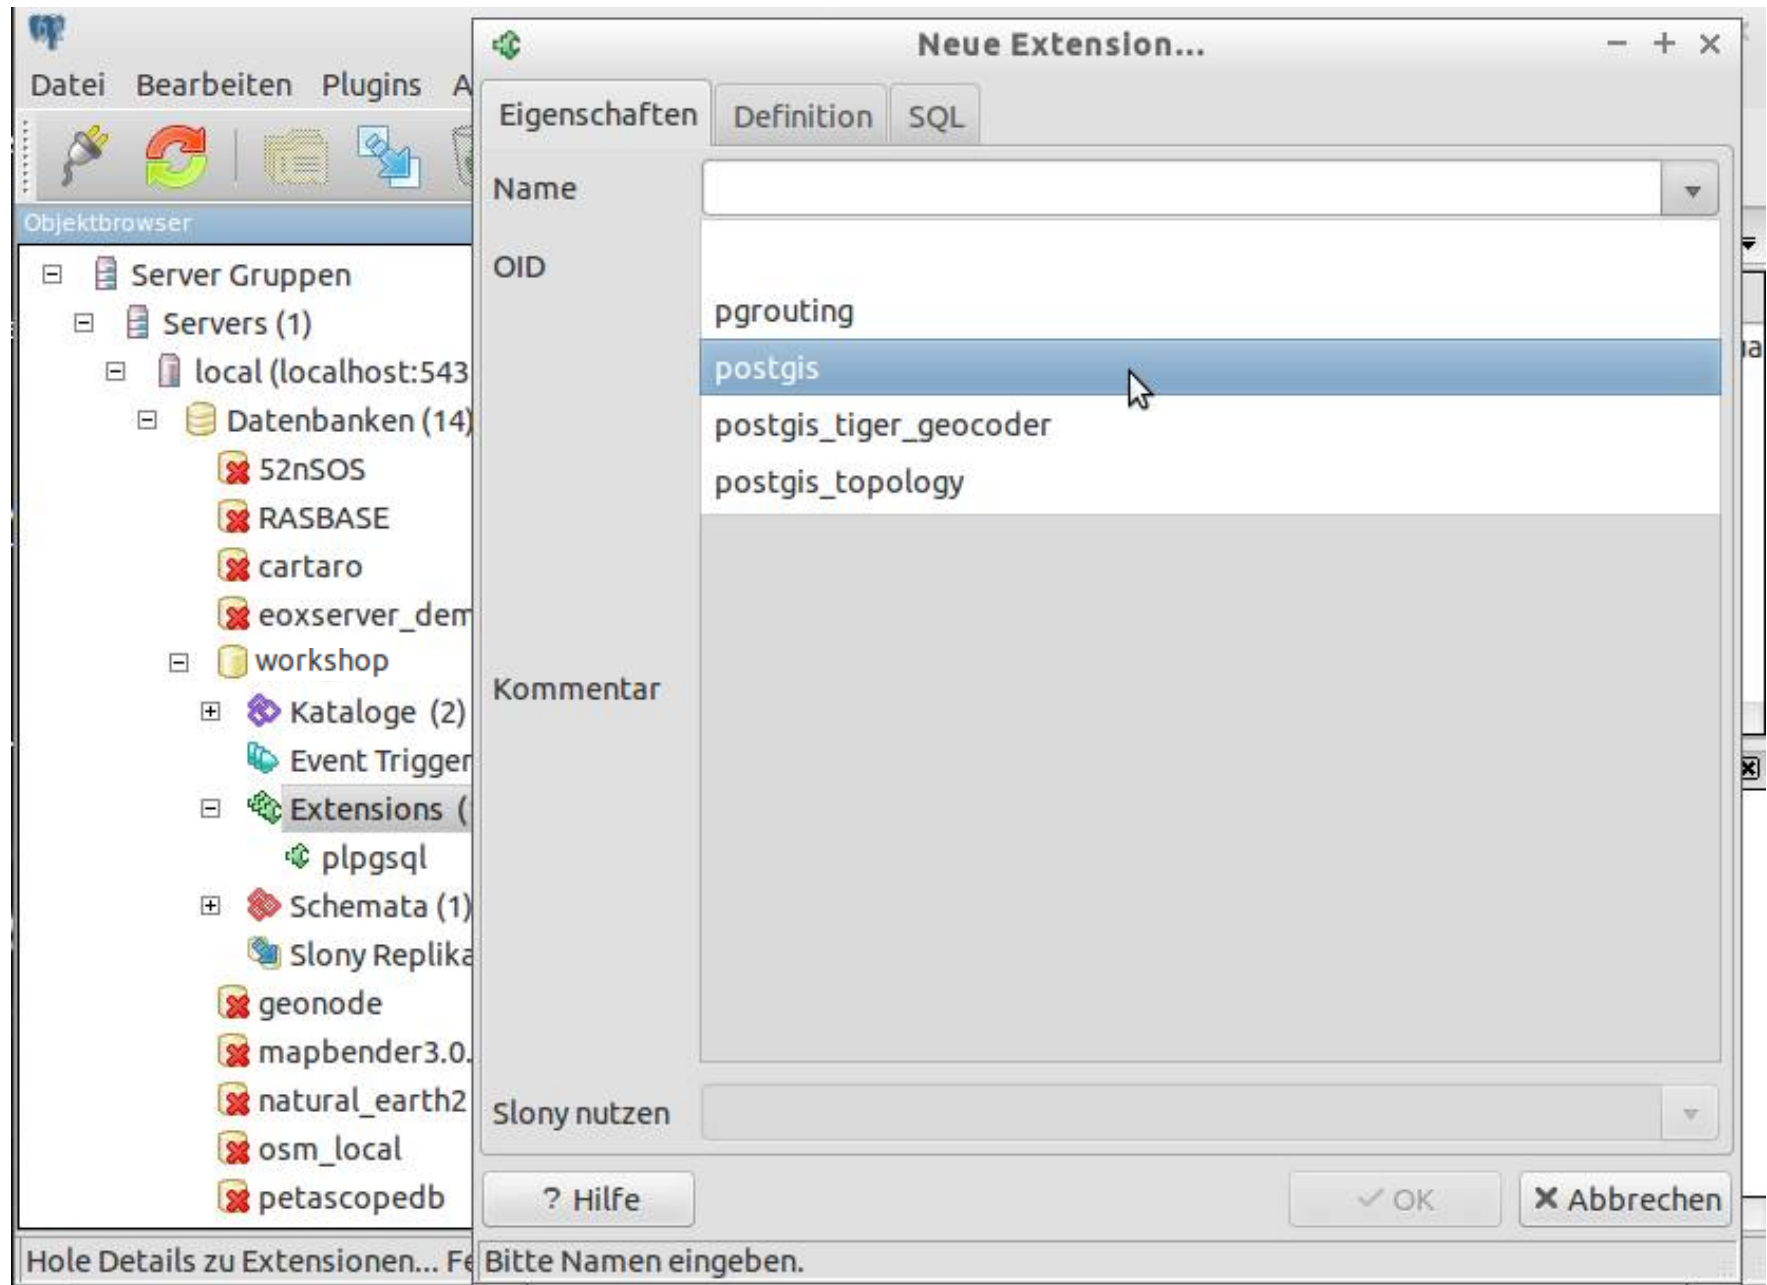 Neue Extension...
Datei Bearbeiten Plugins A
Eigenschaften Definition SQL
Name
Objektbrowser
OID
Server Gruppen
Servers (1)
local (localhost:543
Datenbanken (14)
52nSOS
RASBASE
cartaro
eoxserver_dem
workshop
Kataloge (2)
Event Trigger
Extensions (
plpgsql
Schemata (1)
Slony Replika
geonode
mapbender3.0.
natural_earth2
osm_local
petascopedb
pgrouting
postgis
postgis_tiger_geocoder
postgis_topology
Kommentar
Slony nutzen
? Hilfe
OK
Abbrechen
Hole Details zu Extensionen... Fe
Bitte Namen eingeben.